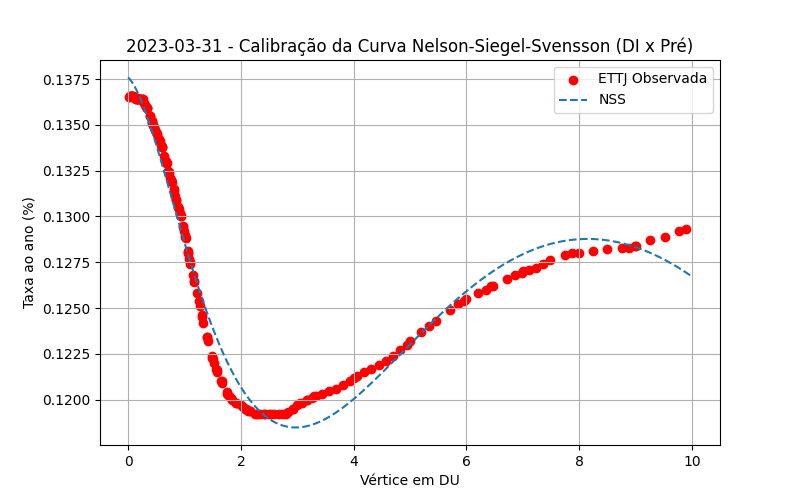 2023-03-31 - Calibração da Curva Nelson-Siegel-Svensson (DI x Pré)
ETTJ Observada
NSS
Taxa ao ano (%)
0.1375
0.1350
0.1325
0.1300
0.1275
0.1250
0.1225
0.1200
0 2 4 6 8 10
Vértice em DU